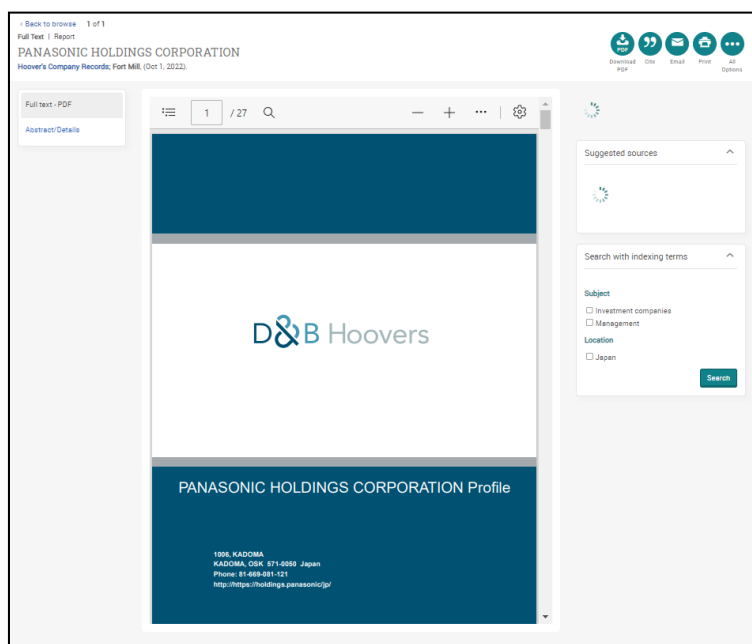 ‹ Back to browse 1 of 1
Full Text | Report
PANASONIC HOLDINGS CORPORATION
Hoover's Company Records; Fort Mill, (Oct 1, 2022).
PDF
Download PDF
Cite
Email
Print
All Options
Full text - PDF
Abstract/Details
1 / 27
Suggested sources
Search with indexing terms
Subject
Investment companies
Management
Location
Japan
Search
D&B Hoovers
PANASONIC HOLDINGS CORPORATION Profile
1006, KADOMA
KADOMA, OSK 571-0050 Japan
Phone: 81-669-081-121
http://https://holdings.panasonic/jp/